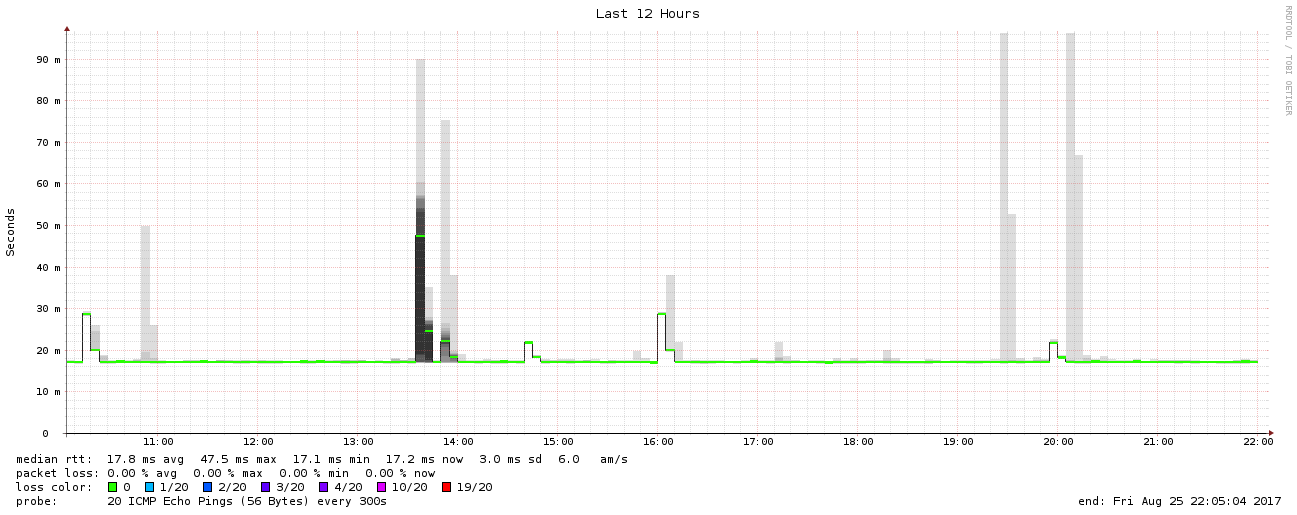 Last 12 Hours
RRDTOOL / TOBI OETIKER
Seconds
90 m
80 m
70 m
60 m
50 m
40 m
30 m
20 m
10 m
0
11:00 12:00 13:00 14:00 15:00 16:00 17:00 18:00 19:00 20:00 21:00 22:00
median rtt: 17.8 ms avg 47.5 ms max 17.1 ms min 17.2 ms now 3.0 ms sd 6.0 am/s
packet loss: 0.00 % avg 0.00 % max 0.00 % min 0.00 % now
loss color: 0 1/20 2/20 3/20 4/20 10/20 19/20
probe: 20 ICMP Echo Pings (56 Bytes) every 300s end: Fri Aug 25 22:05:04 2017